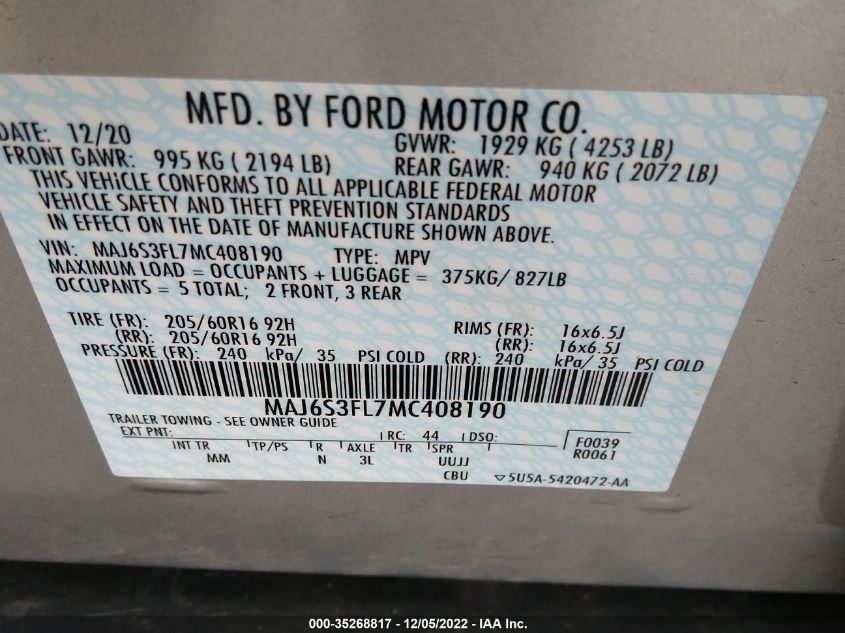 MFD. BY FORD MOTOR CO.
DATE: 12/20 GVWR: 1929 KG ( 4253 LB)
FRONT GAWR: 995 KG ( 2194 LB) REAR GAWR: 940 KG ( 2072 LB)
THIS VEHICLE CONFORMS TO ALL APPLICABLE FEDERAL MOTOR
VEHICLE SAFETY AND THEFT PREVENTION STANDARDS
IN EFFECT ON THE DATE OF MANUFACTURE SHOWN ABOVE.
VIN: MAJ6S3FL7MC408190 TYPE: MPV
MAXIMUM LOAD = OCCUPANTS + LUGGAGE = 375KG/ 827LB
OCCUPANTS = 5 TOTAL; 2 FRONT, 3 REAR
TIRE (FR): 205/60R16 92H RIMS (FR): 16x6.5J
(RR): 205/60R16 92H (RR): 16x6.5J
PRESSURE (FR): 240 kPa/ 35 PSI COLD (RR): 240 kPa/ 35 PSI COLD
MAJ6S3FL7MC408190
TRAILER TOWING - SEE OWNER GUIDE
EXT PNT: RC: 44 DSO: F0039
INT TR TP/PS R AXLE TR SPR R0061
MM N 3L UUJJ
CBU ▽5U5A-5420472-AA
000-35268817 - 12/05/2022 - IAA Inc.